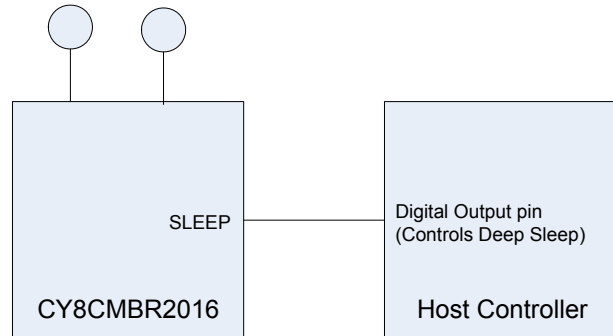 SLEEP
Digital Output pin
(Controls Deep Sleep)
CY8CMBR2016
Host Controller